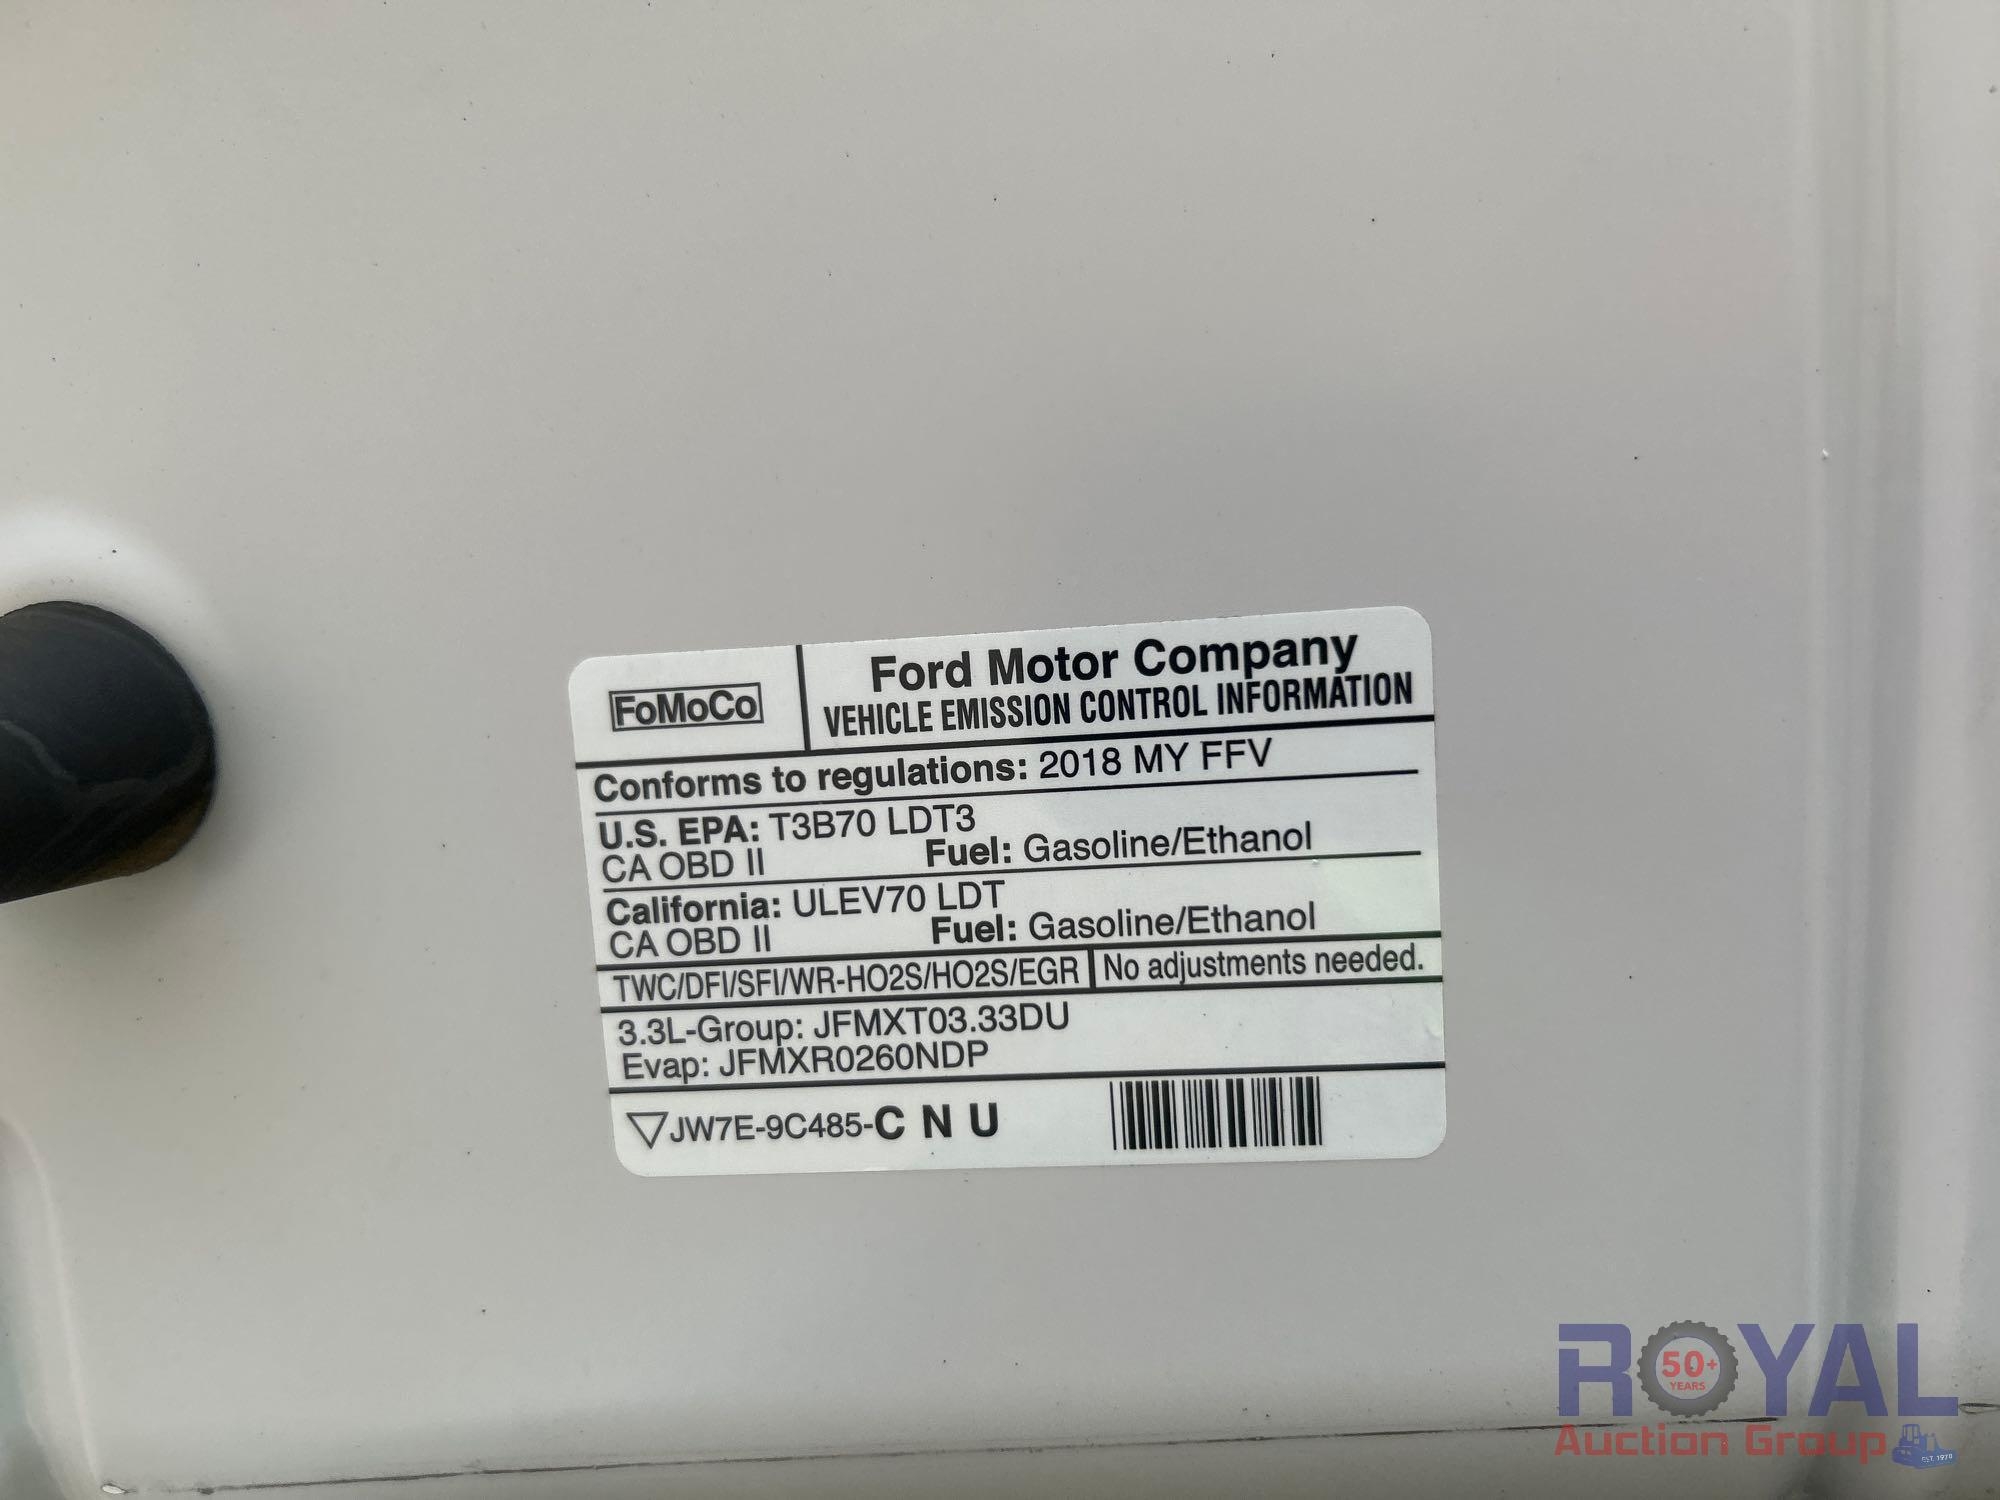 FoMoCo
Ford Motor Company
VEHICLE EMISSION CONTROL INFORMATION
Conforms to regulations: 2018 MY FFV
U.S. EPA: T3B70 LDT3
CA OBD II Fuel: Gasoline/Ethanol
California: ULEV70 LDT
CA OBD II Fuel: Gasoline/Ethanol
TWC/DFI/SFI/WR-HO2S/HO2S/EGR No adjustments needed.
3.3L-Group: JFMXT03.33DU
Evap: JFMXR0260NDP
JW7E-9C485-C N U
ROYAL
50+
YEARS
Auction Group
EST. 1970